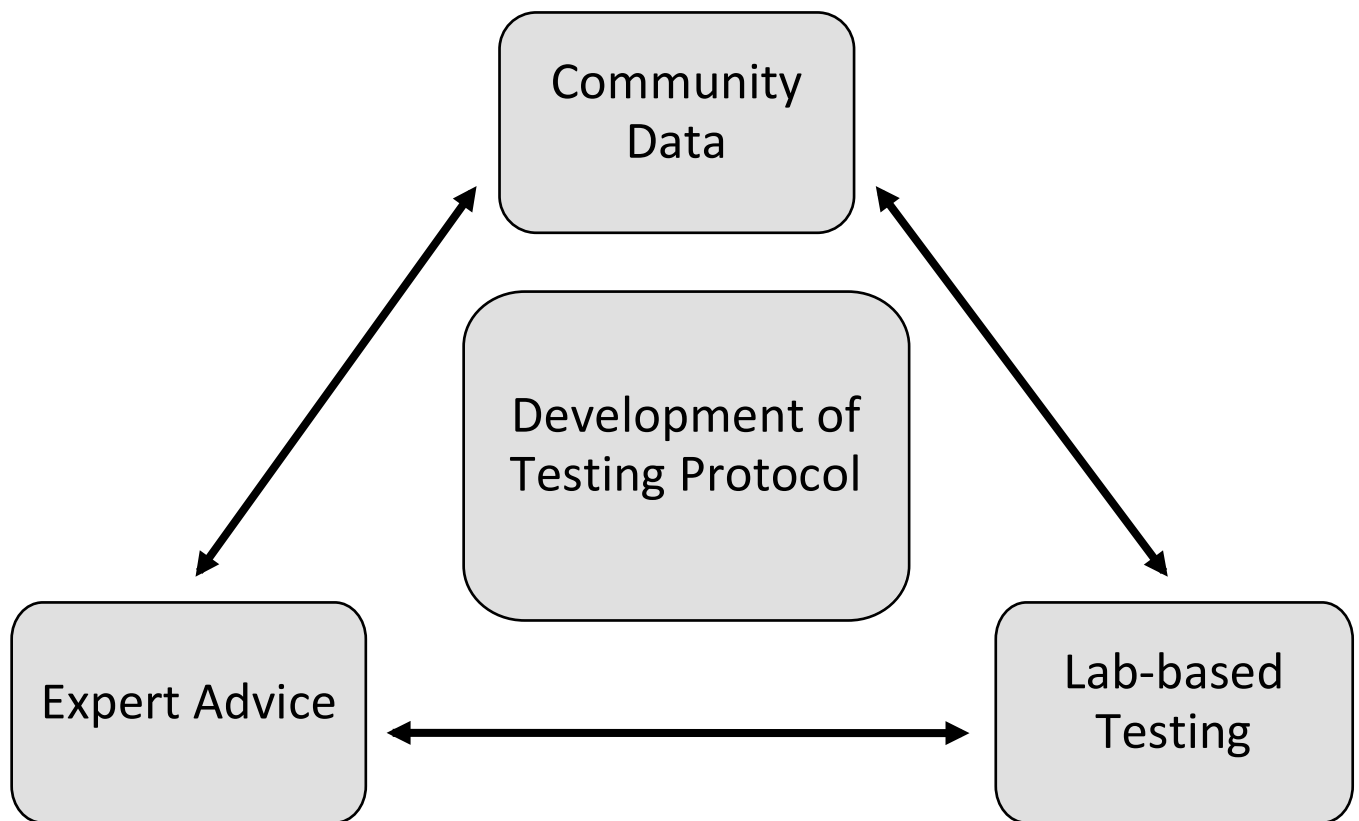 Community
Data
Development of
Testing Protocol
Expert Advice
Lab-based
Testing